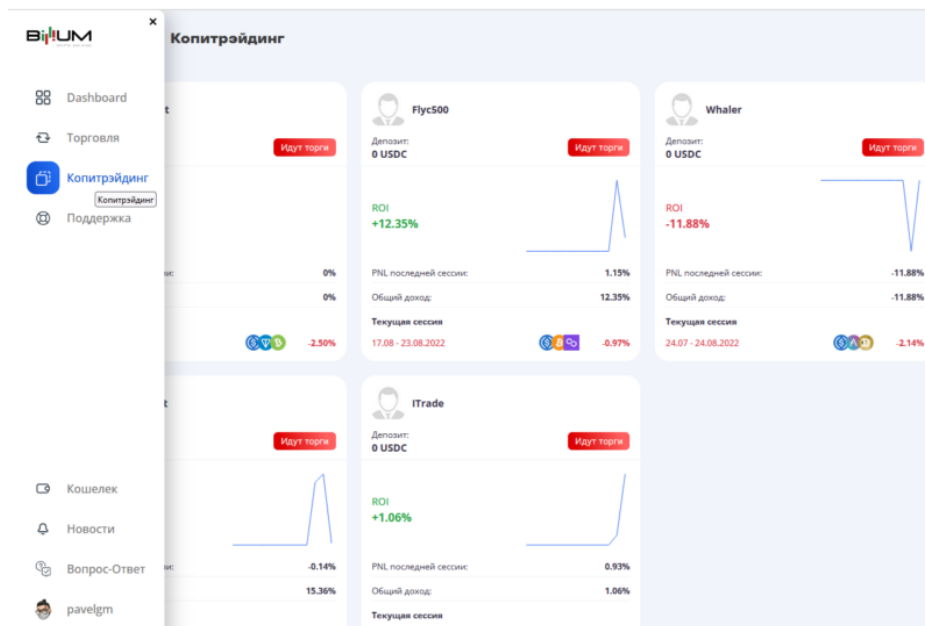 BIHUM
×
Копитрэйдинг
Dashboard
Торговля
Копитрэйдинг
Копитрэйдинг
Поддержка
Кошелек
Новости
Вопрос-Ответ
pavelgm
t
Идут торги
ии:
0%
0%
-2.50%
Flyc500
Депозит:
0 USDC
Идут торги
ROI
+12.35%
PNL последней сессии:
1.15%
Общий доход:
12.35%
Текущая сессия
17.08 - 23.08.2022
-0.97%
Whaler
Депозит:
0 USDC
Идут торги
ROI
-11.88%
PNL последней сессии:
-11.88%
Общий доход:
-11.88%
Текущая сессия
24.07 - 24.08.2022
-2.14%
t
Идут торги
ии:
-0.14%
15.36%
ITrade
Депозит:
0 USDC
Идут торги
ROI
+1.06%
PNL последней сессии:
0.93%
Общий доход:
1.06%
Текущая сессия